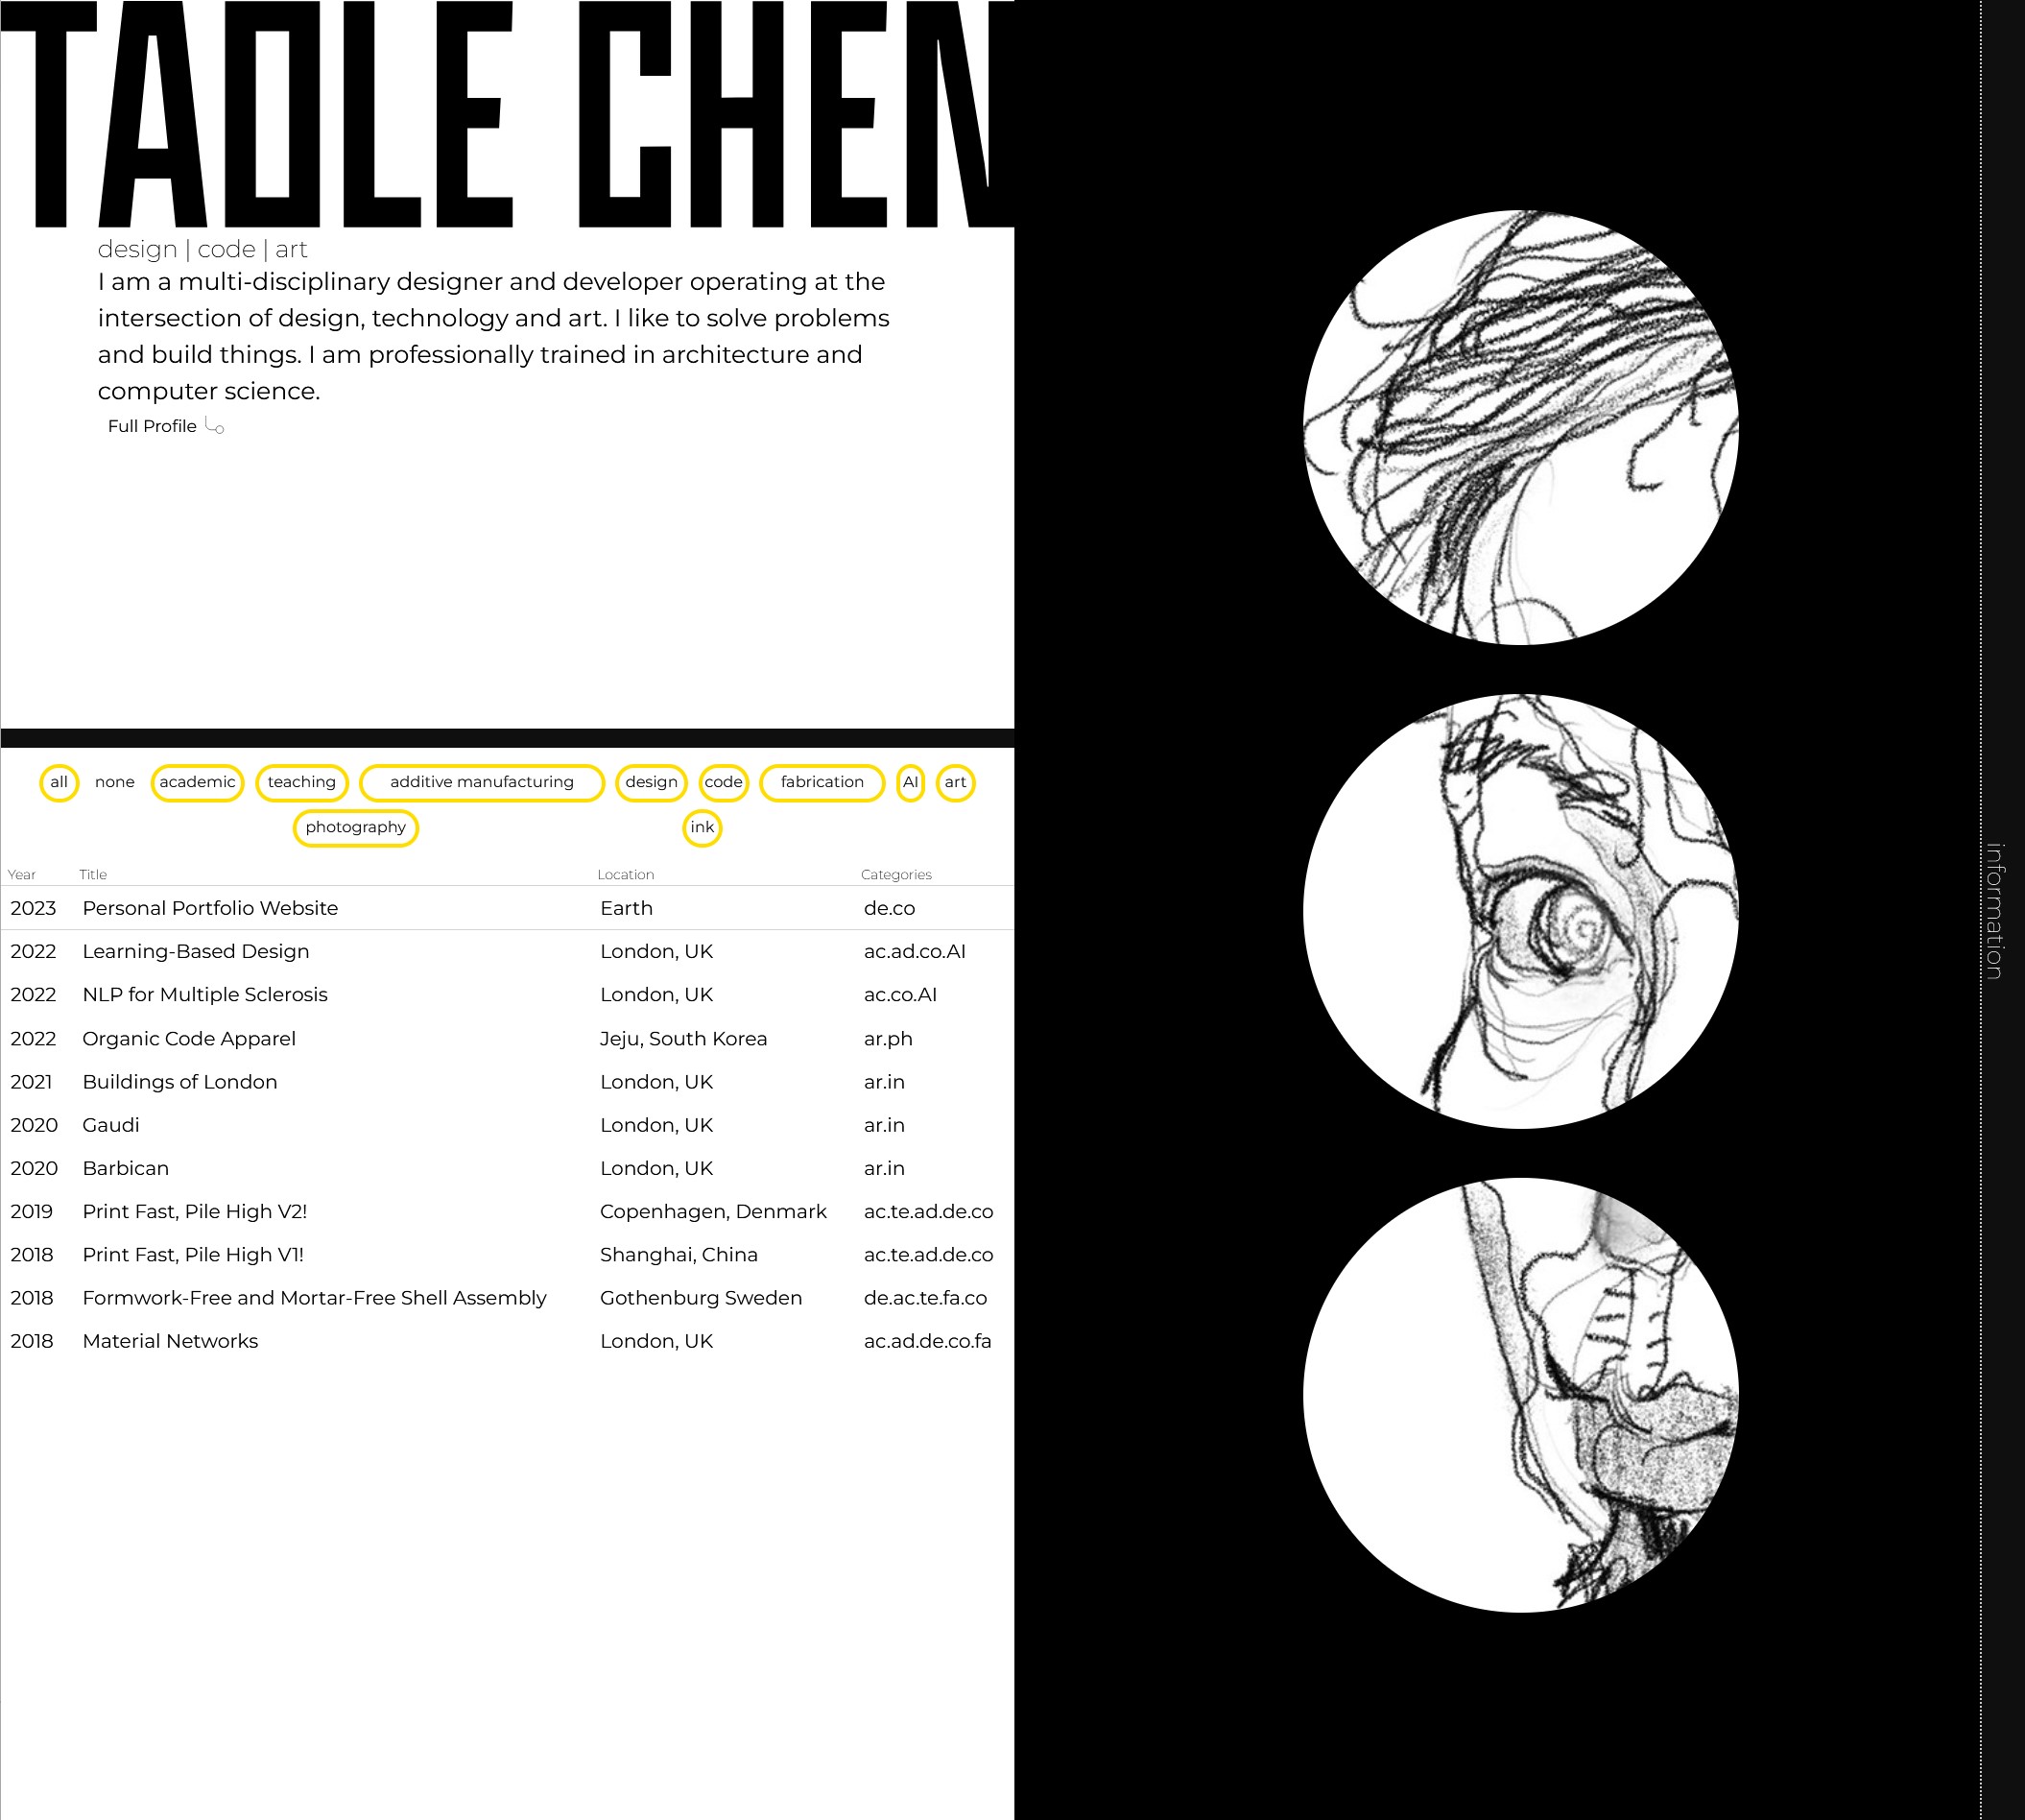 TAOLE CHEN
design | code | art
I am a multi-disciplinary designer and developer operating at the
intersection of design, technology and art. I like to solve problems
and build things. I am professionally trained in architecture and
computer science.
Full Profile
all none academic teaching additive manufacturing design code fabrication AI art
photography ink
Year Title Location Categories
2023 Personal Portfolio Website Earth de.co
2022 Learning-Based Design London, UK ac.ad.co.AI
2022 NLP for Multiple Sclerosis London, UK ac.co.AI
2022 Organic Code Apparel Jeju, South Korea ar.ph
2021 Buildings of London London, UK ar.in
2020 Gaudi London, UK ar.in
2020 Barbican London, UK ar.in
2019 Print Fast, Pile High V2! Copenhagen, Denmark ac.te.ad.de.co
2018 Print Fast, Pile High V1! Shanghai, China ac.te.ad.de.co
2018 Formwork-Free and Mortar-Free Shell Assembly Gothenburg Sweden de.ac.te.fa.co
2018 Material Networks London, UK ac.ad.de.co.fa
information